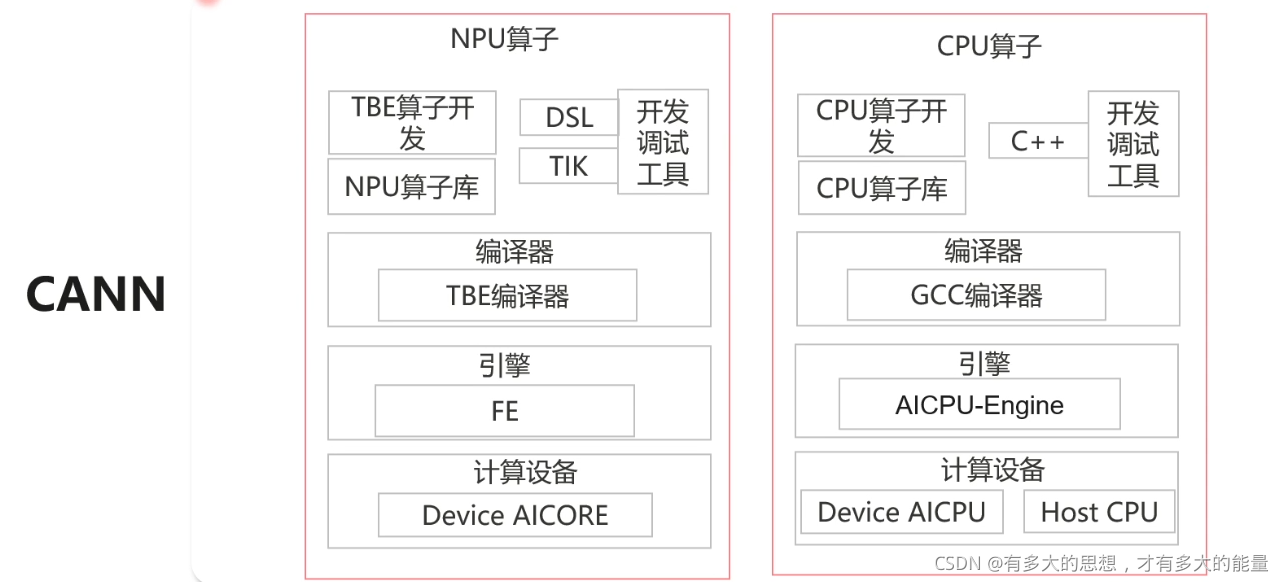 CANN
NPU算子
TBE算子开
发
NPU算子库
DSL
TIK
开发
调试
工具
编译器
TBE编译器
引擎
FE
计算设备
Device AICORE
CPU算子
CPU算子开
发
CPU算子库
C++
开发
调试
工具
编译器
GCC编译器
引擎
AICPU-Engine
计算设备
Device AICPU
Host CPU
CSDN @有多大的思想，才有多大的能量